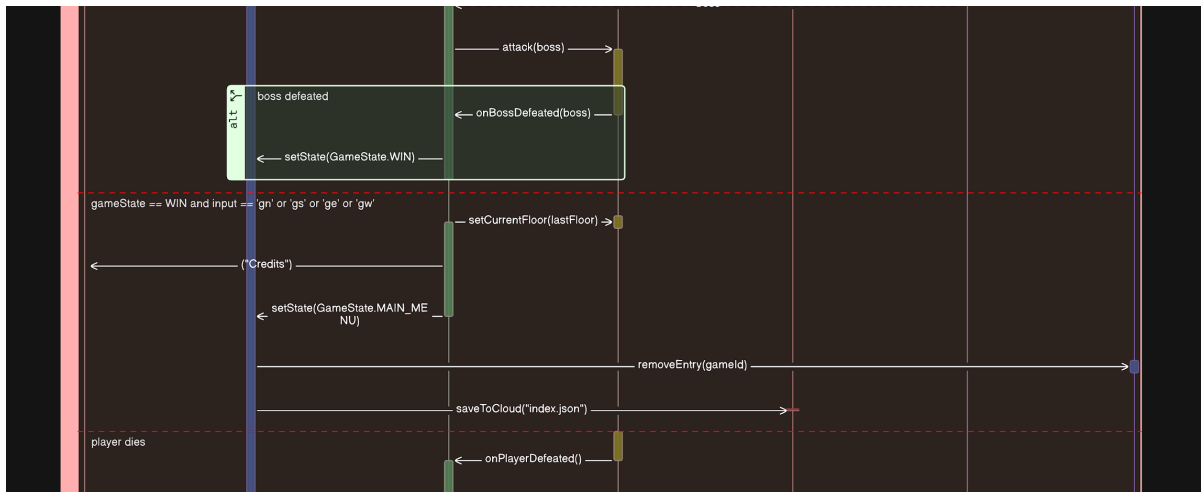 attack(boss)
alt
boss defeated
onBossDefeated(boss)
setState(GameState.WIN)
gameState == WIN and input == 'gn' or 'gs' or 'ge' or 'gw'
setCurrentFloor(lastFloor)
("Credits")
setState(GameState.MAIN_ME
NU)
removeEntry(gameId)
saveToCloud("index.json")
player dies
onPlayerDefeated()